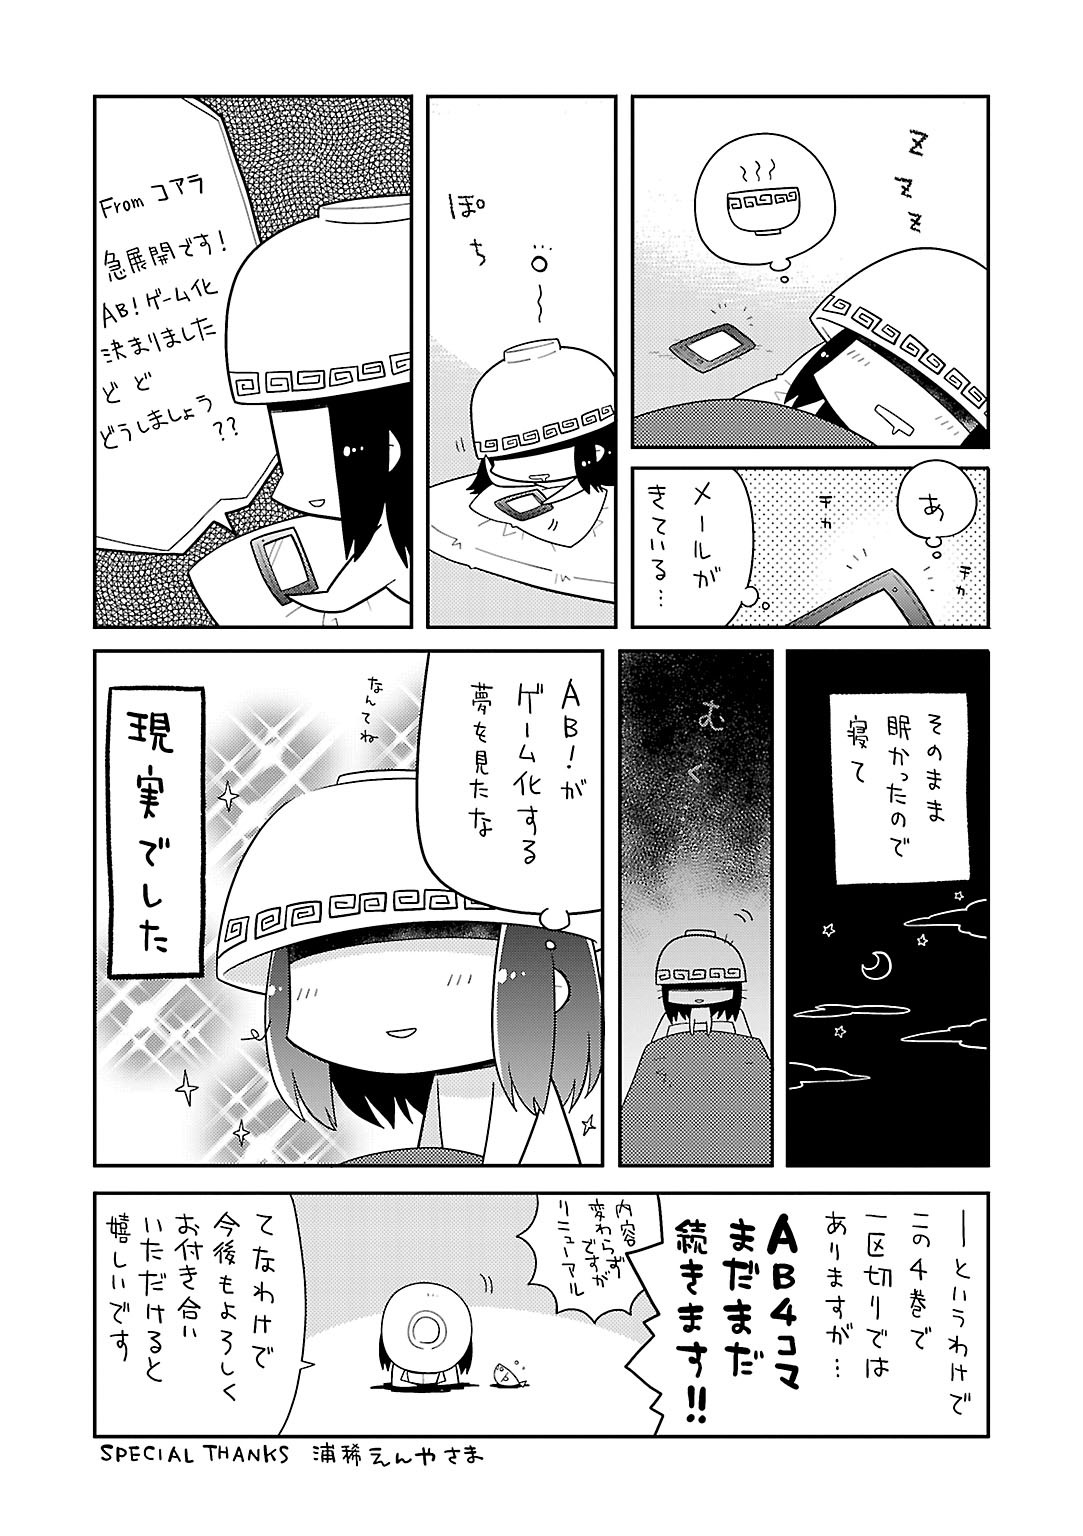 Z
Z
Z
Z
あ
チカ
チカ
メールが
きている…
ぽち
From コアラ
急展開です!
AB!ゲーム化
決まりました
ど ど
どうしましょう
??
そのまま
眠かったので
寝て
むく
AB!が
ゲーム化する
夢を見たな
なんてね
現実でした
―というわけで
この4巻で
一区切りでは
ありますが…
AB4コマ
まだまだ
続きます!!
内容
変わらず
ですが
リニューアル
てなわけで
今後もよろしく
お付き合い
いただけると
嬉しいです
SPECIAL THANKS 浦稀えんやさま